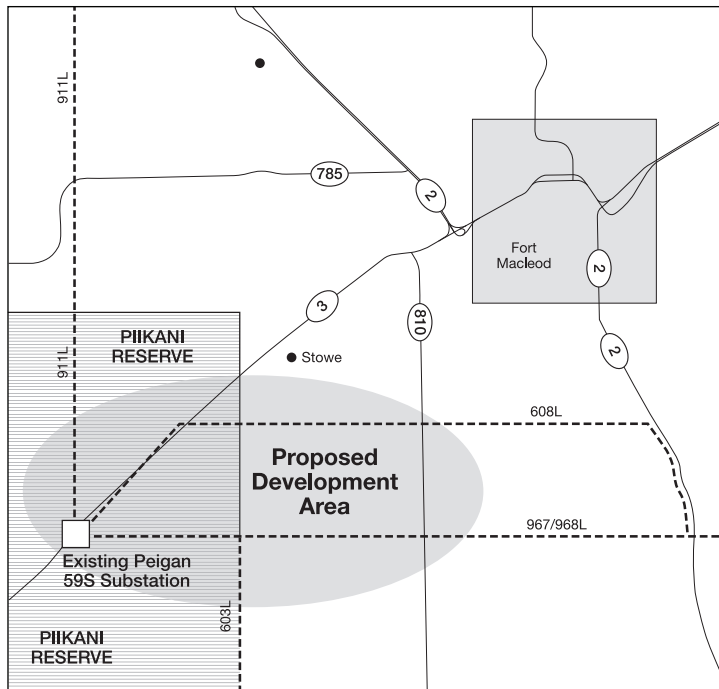 911L
785
2
Fort
Macleod
2
3
810
2
PIIKANI
RESERVE
911L
Stowe
608L
Proposed
Development
Area
967/968L
Existing Peigan
59S Substation
603L
PIIKANI
RESERVE